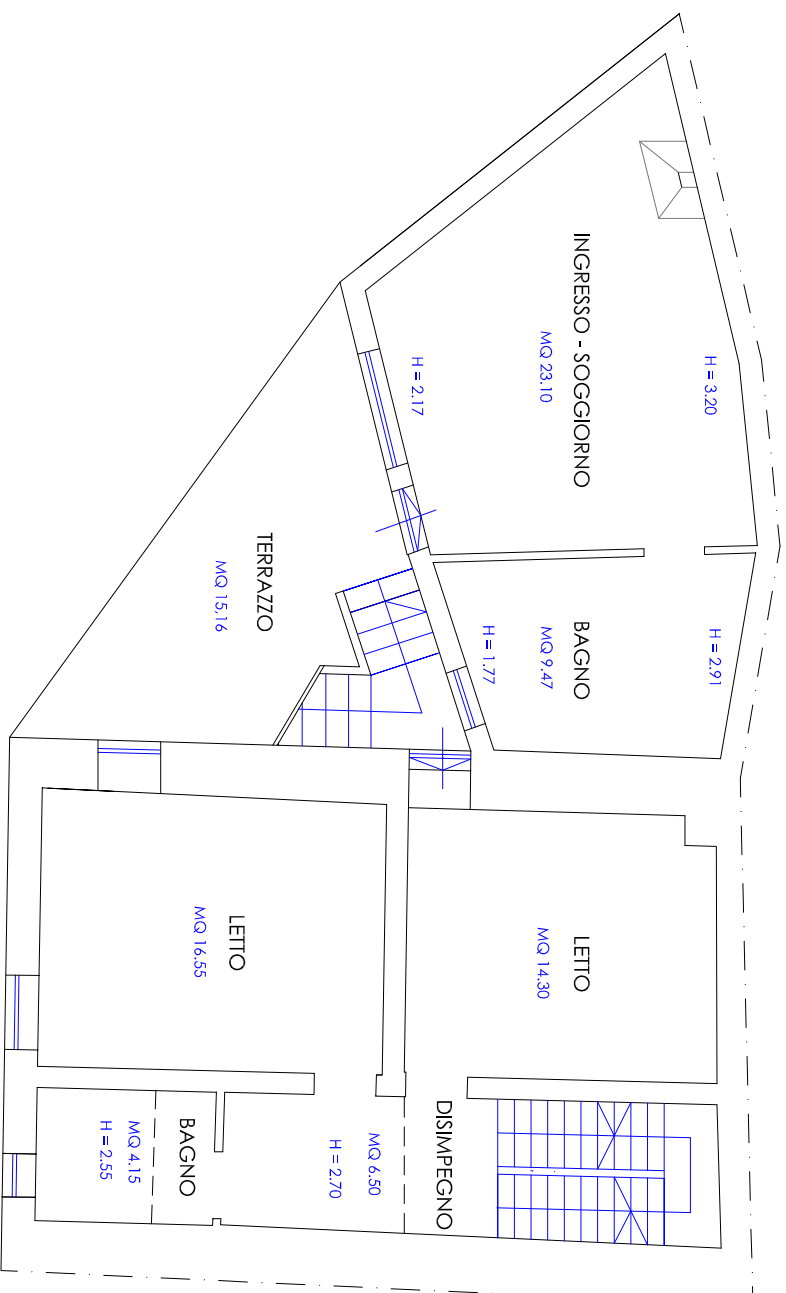 INGRESSO - SOGGIORNO
MQ 23.10
H = 3.20
H = 2.17
BAGNO
MQ 9.47
H = 2.91
H = 1.77
TERRAZZO
MQ 15,16
LETTO
MQ 14.30
LETTO
MQ 16.55
DISIMPEGNO
MQ 6.50
H = 2.70
BAGNO
MQ 4.15
H = 2.55